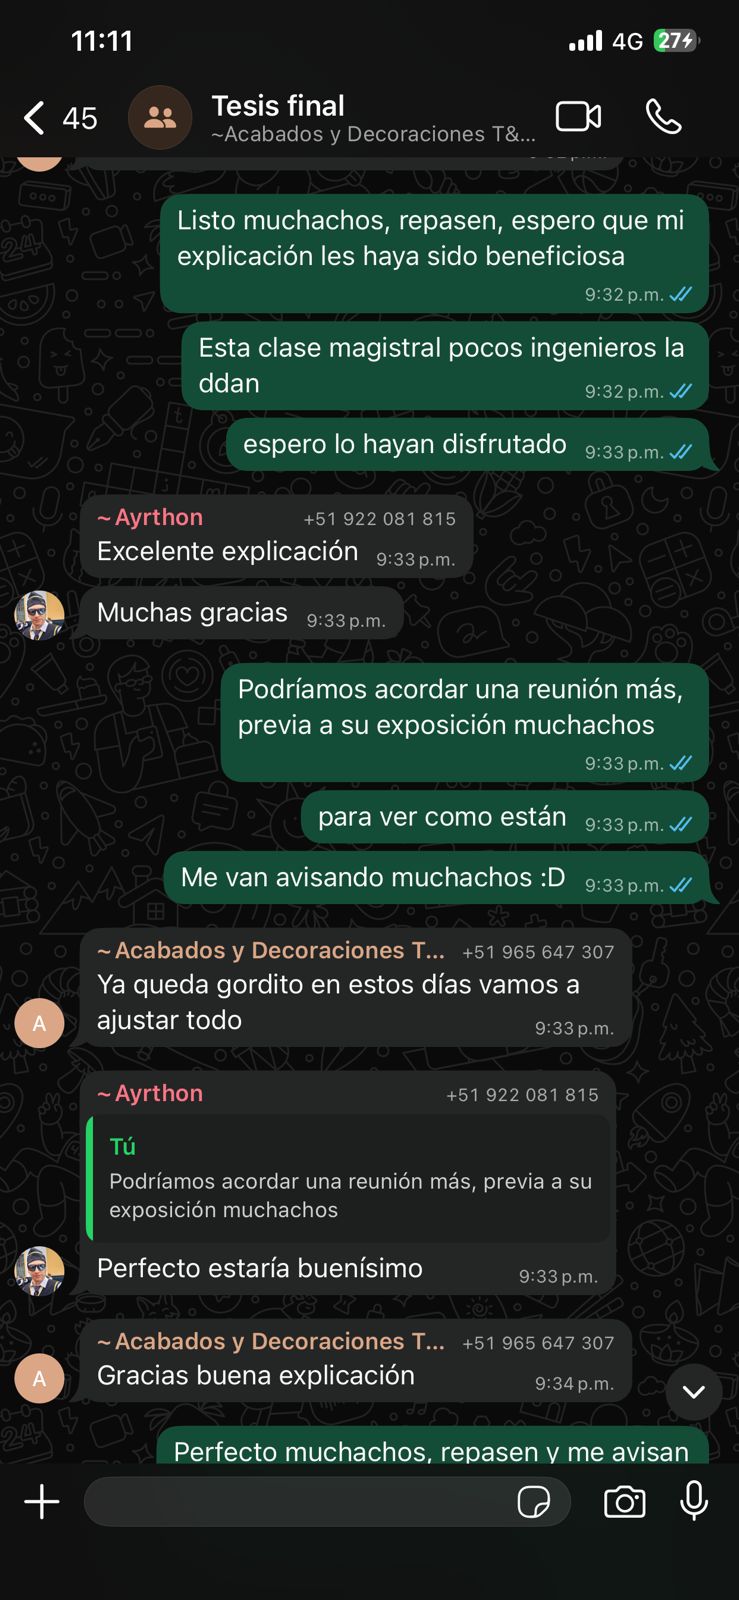 11:11
4G
27
45
Tesis final
~Acabados y Decoraciones T&...
Listo muchachos, repasen, espero que mi
explicación les haya sido beneficiosa
9:32 p.m.
Esta clase magistral pocos ingenieros la
ddan
9:32 p.m.
espero lo hayan disfrutado
9:33 p.m.
~Ayrthon +51 922 081 815
Excelente explicación
9:33 p.m.
Muchas gracias
9:33 p.m.
Podríamos acordar una reunión más,
previa a su exposición muchachos
9:33 p.m.
para ver como están
9:33 p.m.
Me van avisando muchachos :D
9:33 p.m.
~Acabados y Decoraciones T... +51 965 647 307
Ya queda gordito en estos días vamos a
ajustar todo
9:33 p.m.
A
~Ayrthon +51 922 081 815
Tú
Podríamos acordar una reunión más, previa a su
exposición muchachos
Perfecto estaría buenísimo
9:33 p.m.
~Acabados y Decoraciones T... +51 965 647 307
Gracias buena explicación
9:34 p.m.
A
Perfecto muchachos, repasen y me avisan